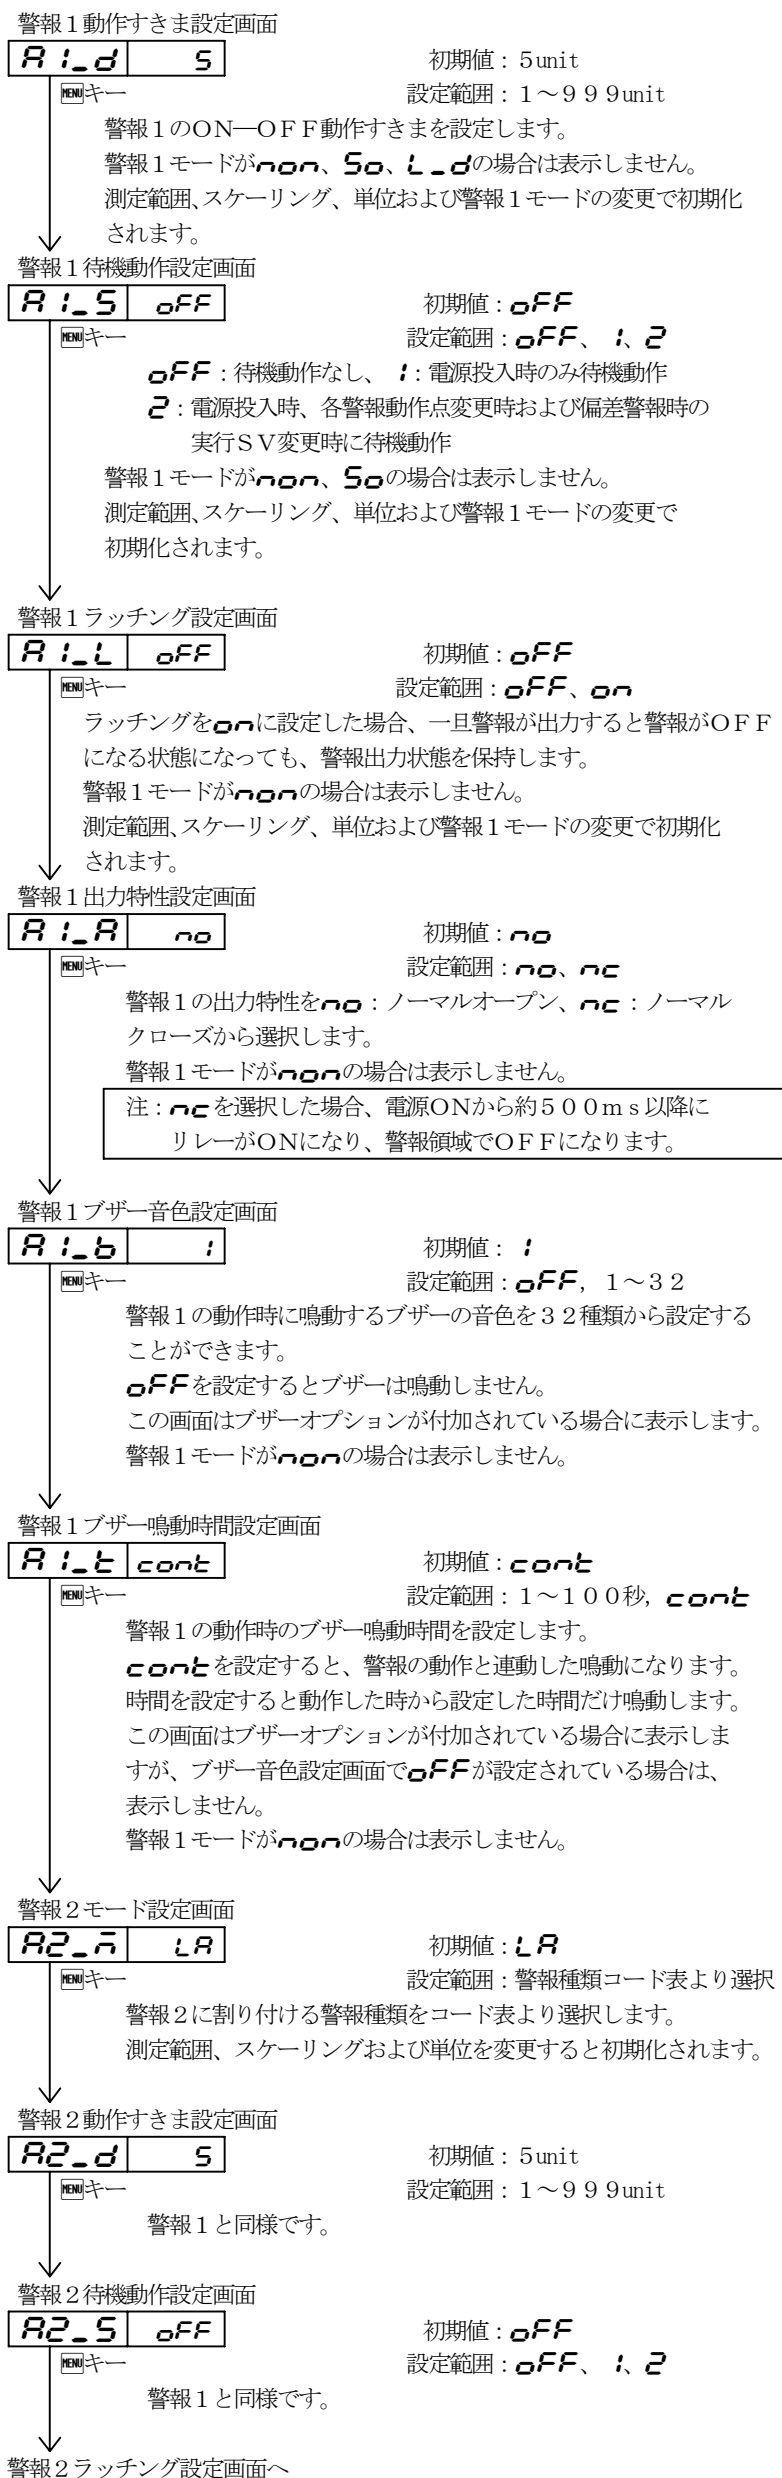 警報１動作すきま設定画面
A1_d 5 初期値：5unit
MENUキー 設定範囲：１～９９９unit
警報１のON―ＯＦＦ動作すきまを設定します。
警報１モードがnon、So、L_dの場合は表示しません。
測定範囲、スケーリング、単位および警報１モードの変更で初期化
されます。
警報１待機動作設定画面
A1_S oFF 初期値：oFF
MENUキー 設定範囲：oFF、1、2
oFF：待機動作なし、1：電源投入時のみ待機動作
2：電源投入時、各警報動作点変更時および偏差警報時の
実行ＳＶ変更時に待機動作
警報１モードがnon、Soの場合は表示しません。
測定範囲、スケーリング、単位および警報１モードの変更で
初期化されます。
警報１ラッチング設定画面
A1_L oFF 初期値：oFF
MENUキー 設定範囲：oFF、on
ラッチングをonに設定した場合、一旦警報が出力すると警報がＯＦＦ
になる状態になっても、警報出力状態を保持します。
警報１モードがnonの場合は表示しません。
測定範囲、スケーリング、単位および警報１モードの変更で初期化
されます。
警報１出力特性設定画面
A1_A no 初期値：no
MENUキー 設定範囲：no、nc
警報１の出力特性をno：ノーマルオープン、nc：ノーマル
クローズから選択します。
警報１モードがnonの場合は表示しません。
注：ncを選択した場合、電源ONから約５００ｍｓ以降に
リレーがONになり、警報領域でＯＦＦになります。
警報１ブザー音色設定画面
A1_b 1 初期値：1
MENUキー 設定範囲：oFF，１～３２
警報１の動作時に鳴動するブザーの音色を３２種類から設定する
ことができます。
oFFを設定するとブザーは鳴動しません。
この画面はブザーオプションが付加されている場合に表示します。
警報１モードがnonの場合は表示しません。
警報１ブザー鳴動時間設定画面
A1_t cont 初期値：cont
MENUキー 設定範囲：１～１００秒，cont
警報１の動作時のブザー鳴動時間を設定します。
contを設定すると、警報の動作と連動した鳴動になります。
時間を設定すると動作した時から設定した時間だけ鳴動します。
この画面はブザーオプションが付加されている場合に表示しま
すが、ブザー音色設定画面でoFFが設定されている場合は、
表示しません。
警報１モードがnonの場合は表示しません。
警報２モード設定画面
A2_m LA 初期値：LA
MENUキー 設定範囲：警報種類コード表より選択
警報２に割り付ける警報種類をコード表より選択します。
測定範囲、スケーリングおよび単位を変更すると初期化されます。
警報２動作すきま設定画面
A2_d 5 初期値：5unit
MENUキー 設定範囲：１～９９９unit
警報１と同様です。
警報２待機動作設定画面
A2_S oFF 初期値：oFF
MENUキー 設定範囲：oFF、1、2
警報１と同様です。
警報２ラッチング設定画面へ